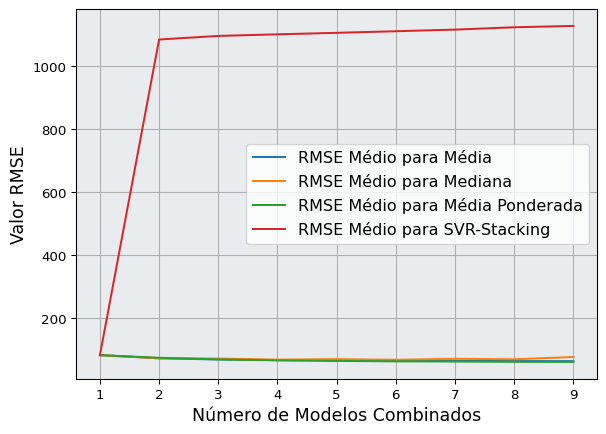 1000
800
600
400
200
Valor RMSE
RMSE Médio para Média
RMSE Médio para Mediana
RMSE Médio para Média Ponderada
RMSE Médio para SVR-Stacking
1 2 3 4 5 6 7 8 9
Número de Modelos Combinados